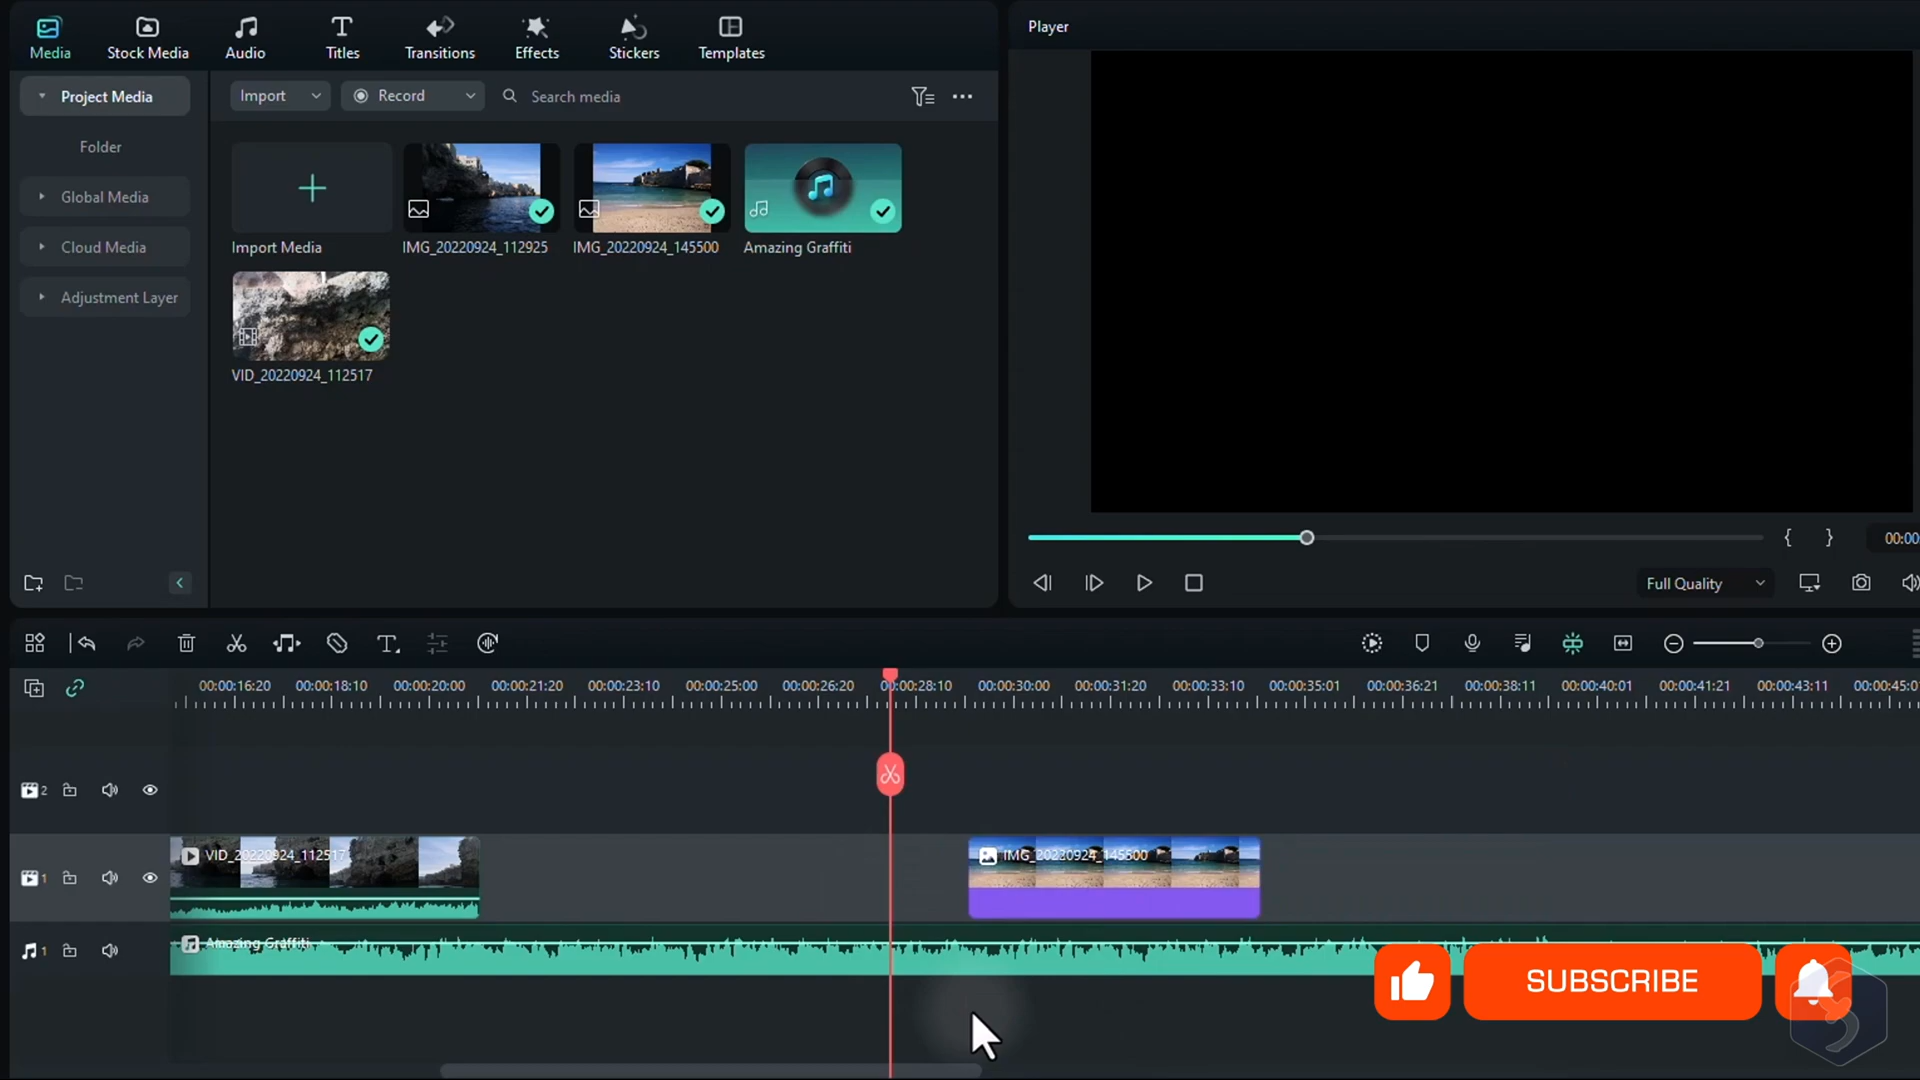 Media
Stock Media
Audio
Titles
Transitions
Effects
Stickers
Templates
Player
Project Media
Import
Record
Search media
Folder
Global Media
Cloud Media
Adjustment Layer
Import Media
IMG_20220924_112925
IMG_20220924_145500
Amazing Graffiti
VID_20220924_112517
00:00
Full Quality
00:00:16:20
00:00:18:10
00:00:20:00
00:00:21:20
00:00:23:10
00:00:25:00
00:00:26:20
00:00:28:10
00:00:30:00
00:00:31:20
00:00:33:10
00:00:35:01
00:00:36:21
00:00:38:11
00:00:40:01
00:00:41:21
00:00:43:11
00:00:45:01
2
1
VID_20220924_112517
IMG_20220924_145500
1
Amazing Graffiti
SUBSCRIBE